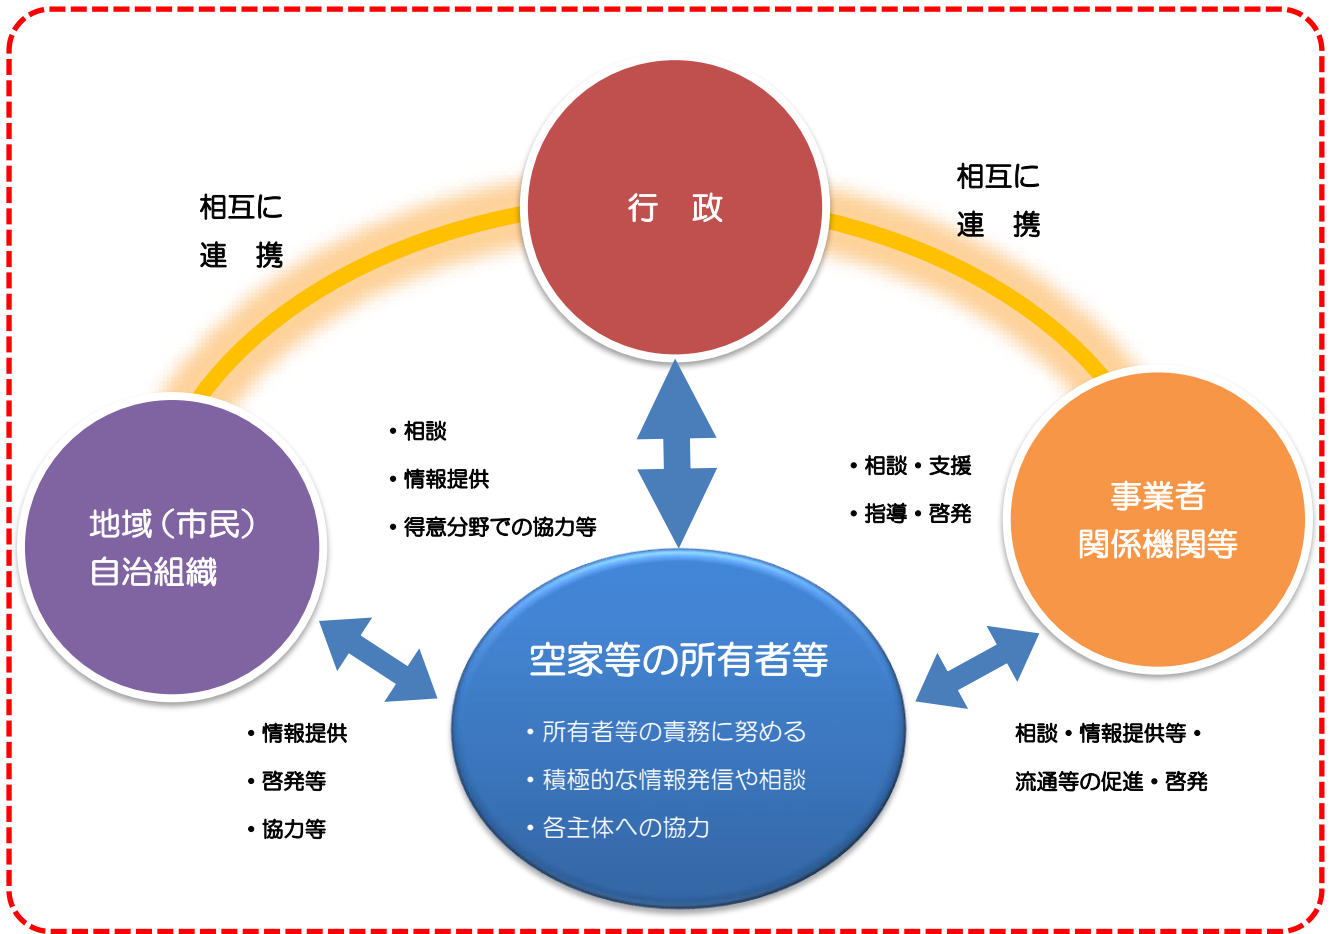 行　政
相互に
連　携
相互に
連　携
・相談
・情報提供
・得意分野での協力等
・相談・支援
・指導・啓発
地域（市民）
自治組織
事業者
関係機関等
空家等の所有者等
・所有者等の責務に努める
・積極的な情報発信や相談
・各主体への協力
・情報提供
・啓発等
・協力等
相談・情報提供等・
流通等の促進・啓発